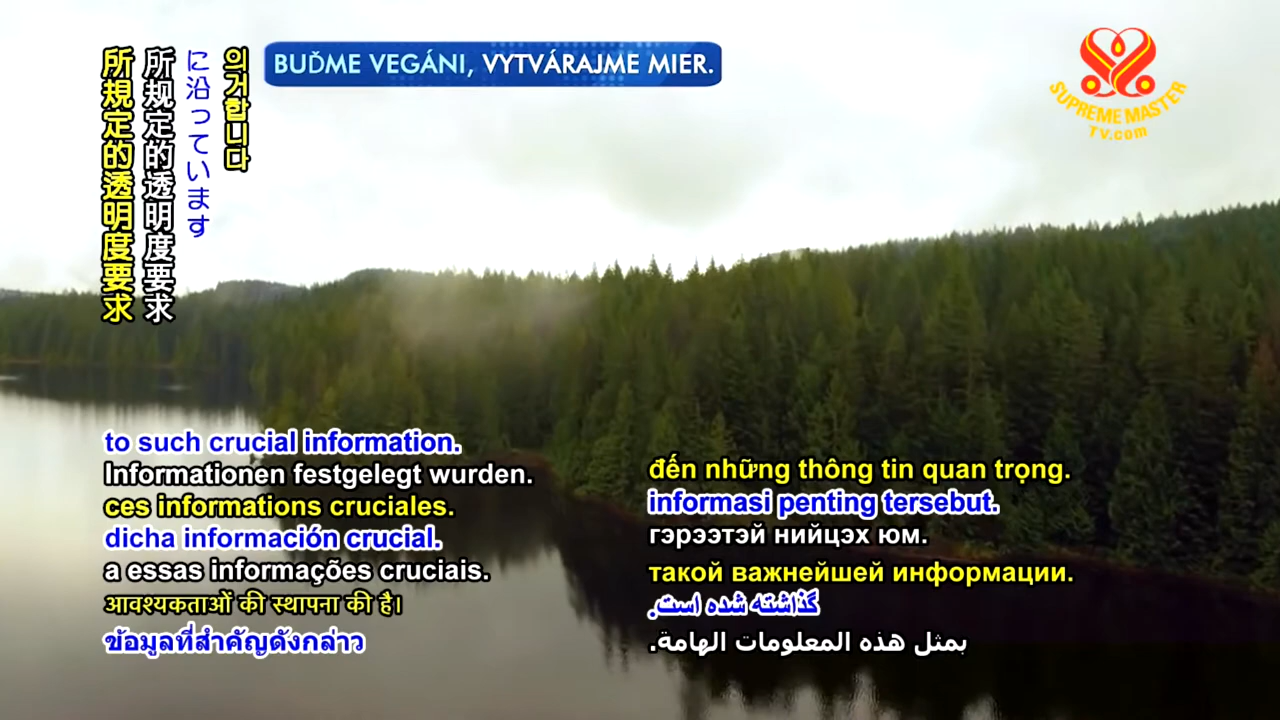 BUĎME VEGÁNI, VYTVÁRAJME MIER.
SUPREME MASTER
TV.com
의거합니다
に沿っています
所规定的透明度要求
所規定的透明度要求
to such crucial information.
Informationen festgelegt wurden.
ces informations cruciales.
dicha información crucial.
a essas informações cruciais.
आवश्यकताओं की स्थापना की है।
ข้อมูลที่สำคัญดังกล่าว
đến những thông tin quan trọng.
informasi penting tersebut.
гэрээтэй нийцэх юм.
такой важнейшей информации.
گذاشته شده است.
بمثل هذه المعلومات الهامة.